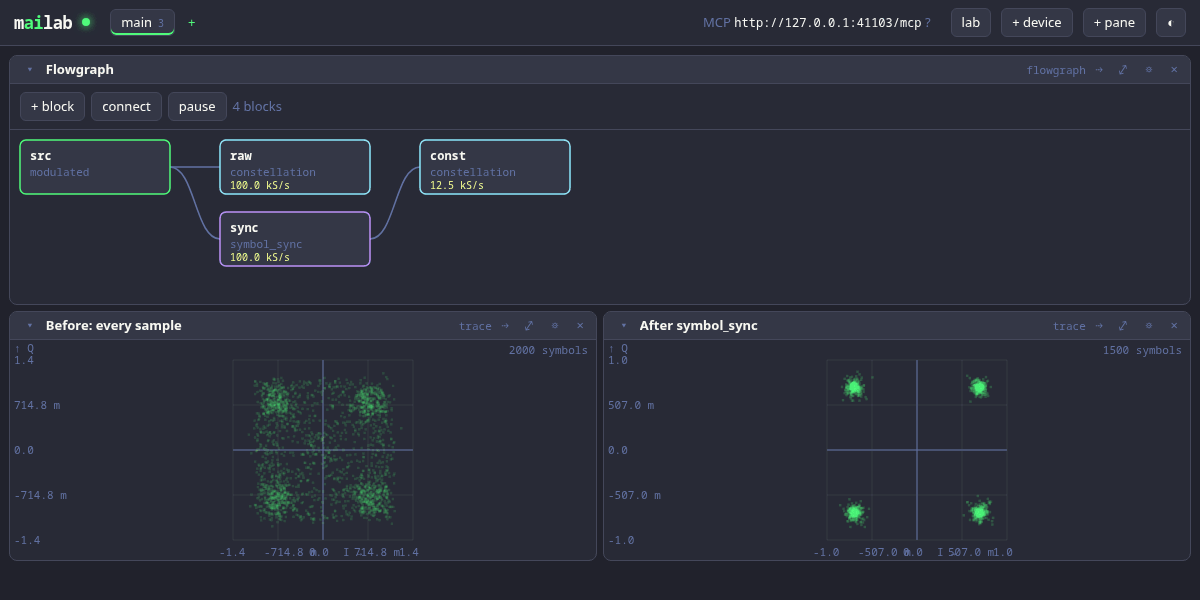 mailab main 3 + MCP http://127.0.0.1:41103/mcp ? lab + device + pane
Flowgraph flowgraph
+ block connect pause 4 blocks
src
modulated
raw
constellation
100.0 kS/s
const
constellation
12.5 kS/s
sync
symbol_sync
100.0 kS/s
Before: every sample trace
↑ Q 2000 symbols
1.4
714.8 m
0.0
-714.8 m
-1.4
-1.4 -714.8 m 0.0 I 714.8 m 1.4
After symbol_sync trace
↑ Q 1500 symbols
1.0
507.0 m
0.0
-507.0 m
-1.0
-1.0 -507.0 m 0.0 I 507.0 m 1.0